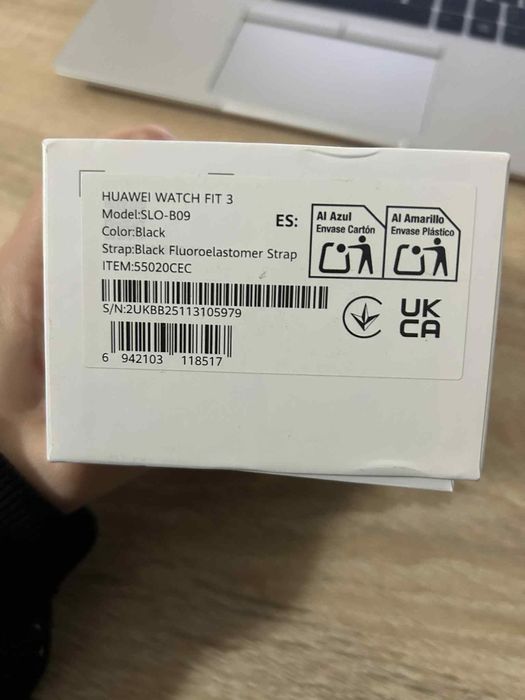 HUAWEI WATCH FIT 3
Model:SLO-B09
Color:Black
Strap:Black Fluoroelastomer Strap
ITEM:55020CEC
S/N:2UKBB25113105979
6 942103 118517
ES:
Al Azul
Envase Cartón
Al Amarillo
Envase Plástico
UK
CA